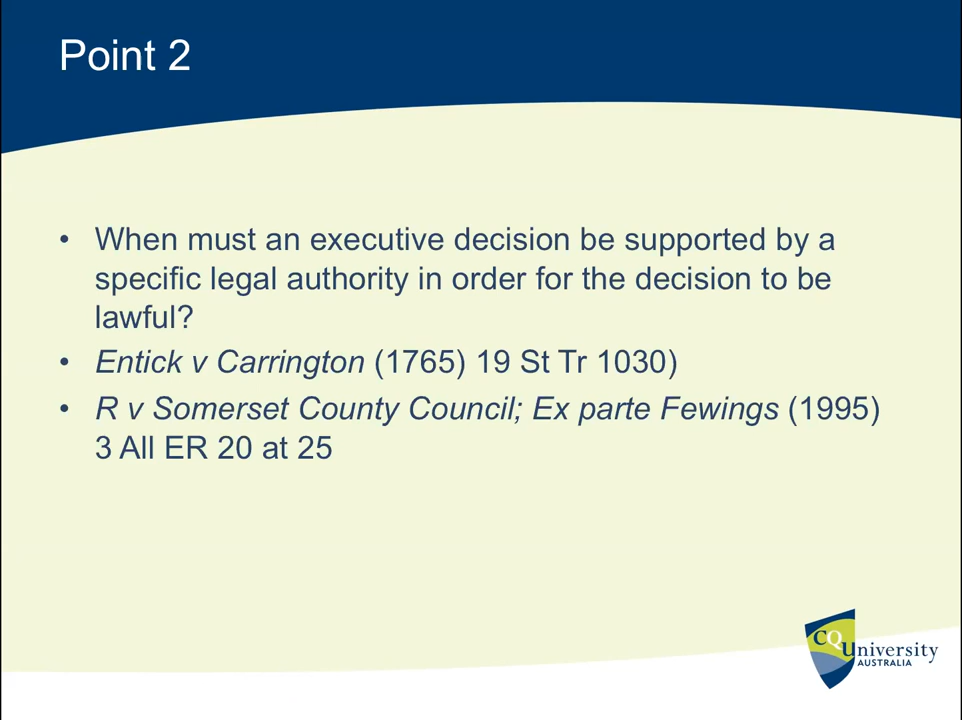 Point 2
• When must an executive decision be supported by a
specific legal authority in order for the decision to be
lawful?
• Entick v Carrington (1765) 19 St Tr 1030)
• R v Somerset County Council; Ex parte Fewings (1995)
3 All ER 20 at 25
CQUniversity
AUSTRALIA